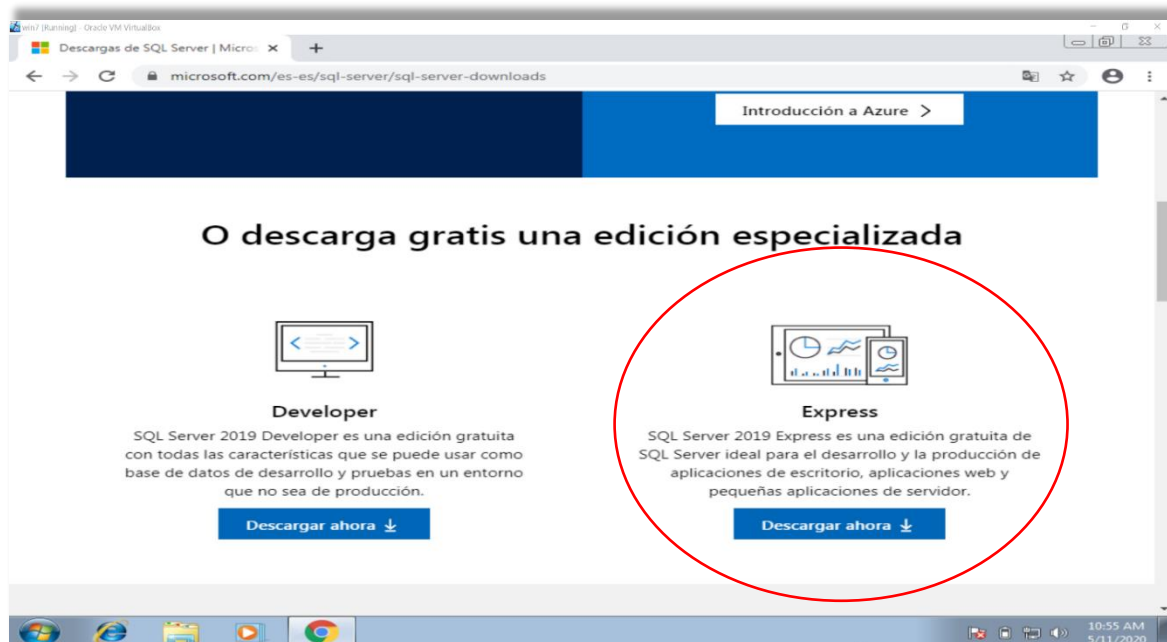 win7 [Running] - Oracle VM VirtualBox
Descargas de SQL Server | Micros
microsoft.com/es-es/sql-server/sql-server-downloads
Introducción a Azure >
O descarga gratis una edición especializada
Developer
SQL Server 2019 Developer es una edición gratuita
con todas las características que se puede usar como
base de datos de desarrollo y pruebas en un entorno
que no sea de producción.
Descargar ahora
Express
SQL Server 2019 Express es una edición gratuita de
SQL Server ideal para el desarrollo y la producción de
aplicaciones de escritorio, aplicaciones web y
pequeñas aplicaciones de servidor.
Descargar ahora
10:55 AM
5/11/2020